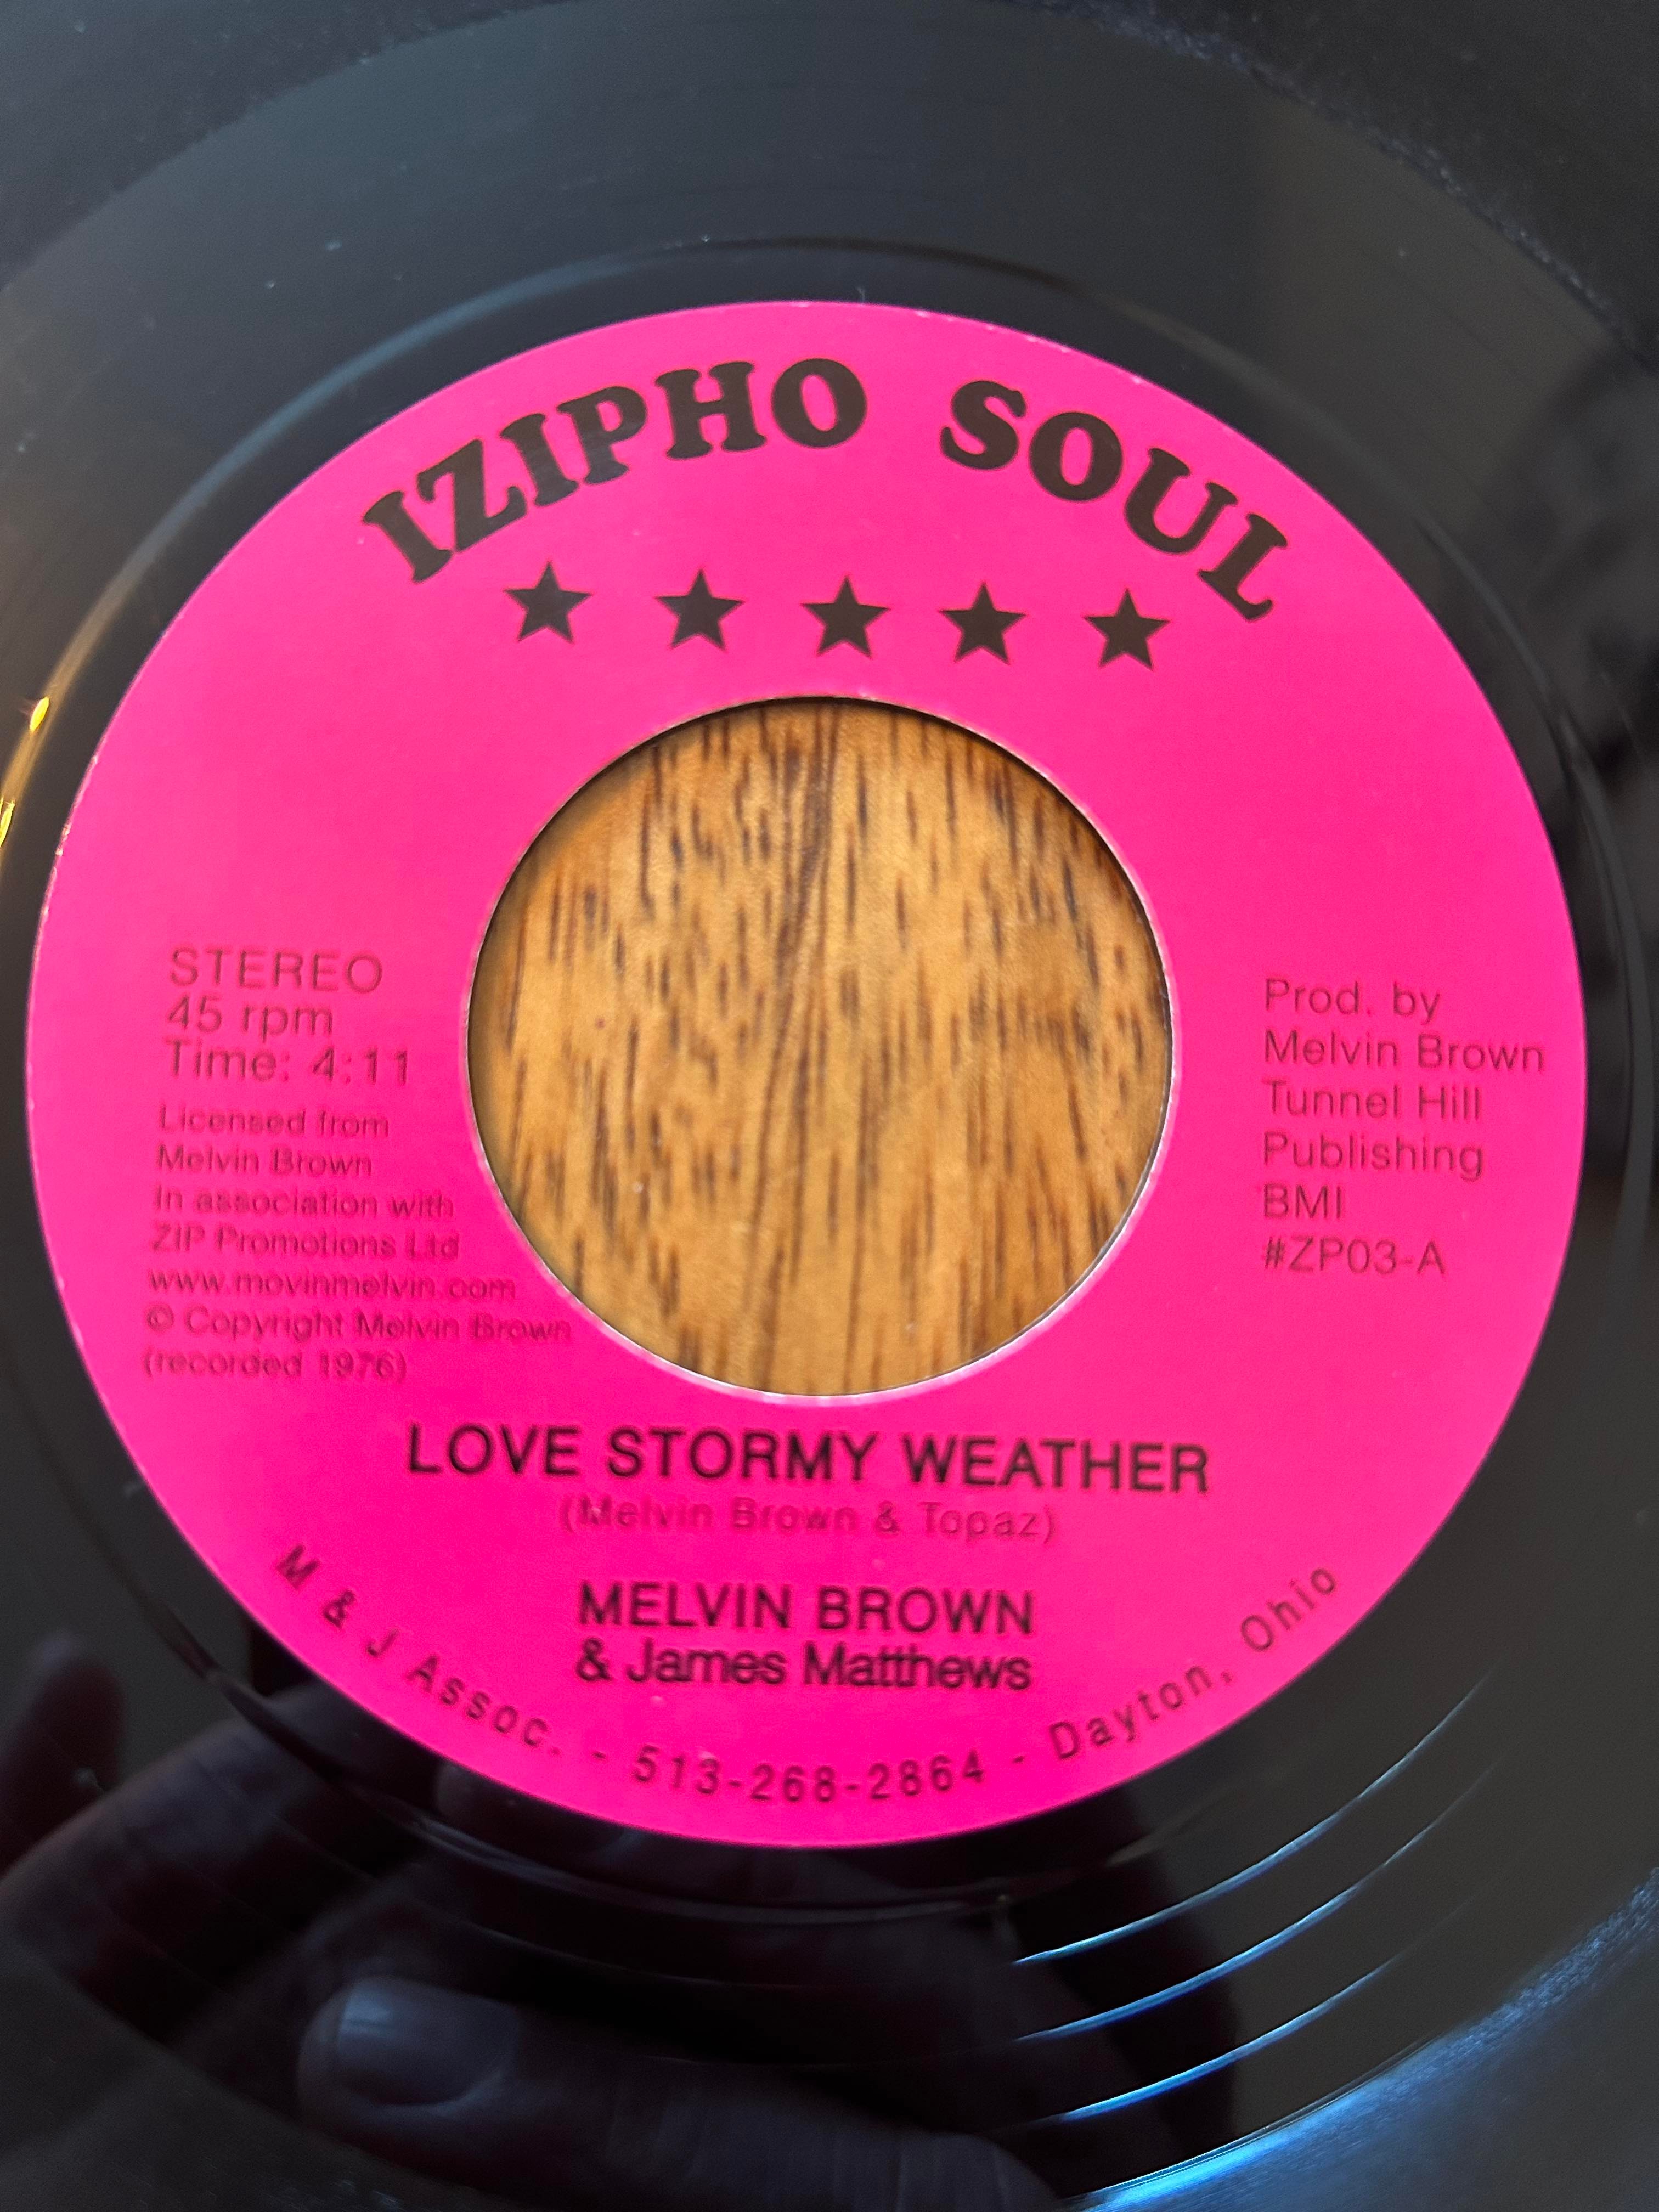 IZIPHO SOUL
STEREO
45 rpm
Time: 4:11
Licensed from
Melvin Brown
In association with
ZIP Promotions Ltd
www.movinmelvin.com
© Copyright Melvin Brown
(recorded 1976)
Prod. by
Melvin Brown
Tunnel Hill
Publishing
BMI
#ZP03-A
LOVE STORMY WEATHER
(Melvin Brown & Topaz)
MELVIN BROWN
& James Matthews
M & J Assoc. - 513-268-2864 - Dayton, Ohio